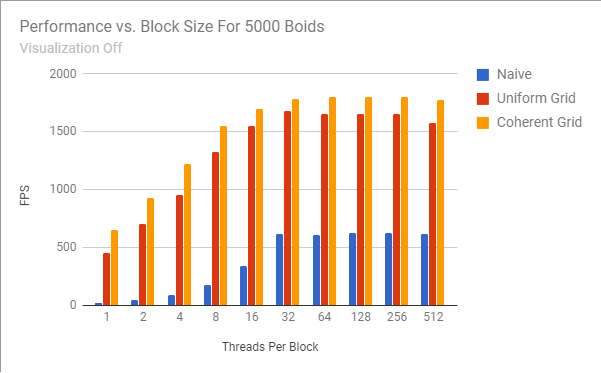 Performance vs. Block Size For 5000 Boids
Visualization Off
Naive
Uniform Grid
Coherent Grid
2000
1500
1000
500
0
FPS
1 2 4 8 16 32 64 128 256 512
Threads Per Block